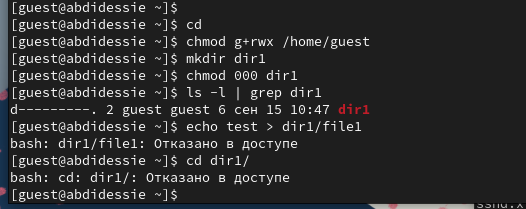 [guest@abdidessie ~]$
[guest@abdidessie ~]$ cd
[guest@abdidessie ~]$ chmod g+rwx /home/guest
[guest@abdidessie ~]$ mkdir dir1
[guest@abdidessie ~]$ chmod 000 dir1
[guest@abdidessie ~]$ ls -l | grep dir1
d---------. 2 guest guest 6 сен 15 10:47 dir1
[guest@abdidessie ~]$ echo test > dir1/file1
bash: dir1/file1: Отказано в доступе
[guest@abdidessie ~]$ cd dir1/
bash: cd: dir1/: Отказано в доступе
[guest@abdidessie ~]$